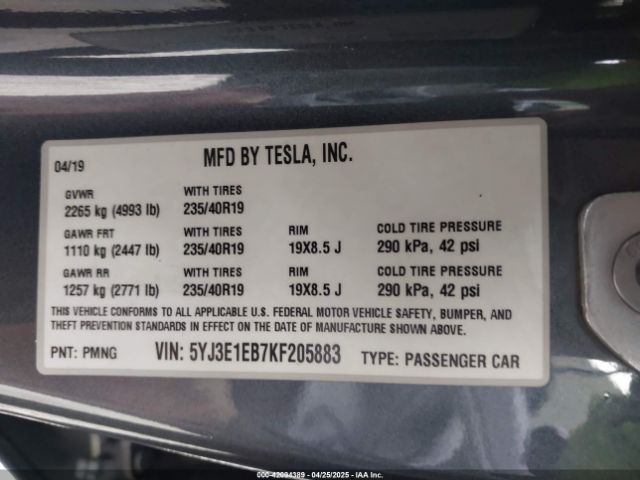 04/19 MFD BY TESLA, INC.
GVWR WITH TIRES
2265 kg (4993 lb) 235/40R19
GAWR FRT WITH TIRES RIM COLD TIRE PRESSURE
1110 kg (2447 lb) 235/40R19 19X8.5 J 290 kPa, 42 psi
GAWR RR WITH TIRES RIM COLD TIRE PRESSURE
1257 kg (2771 lb) 235/40R19 19X8.5 J 290 kPa, 42 psi
THIS VEHICLE CONFORMS TO ALL APPLICABLE U.S. FEDERAL MOTOR VEHICLE SAFETY, BUMPER, AND
THEFT PREVENTION STANDARDS IN EFFECT ON THE DATE OF MANUFACTURE SHOWN ABOVE.
PNT: PMNG VIN: 5YJ3E1EB7KF205883 TYPE: PASSENGER CAR
000-42094389 - 04/25/2025 - IAA Inc.